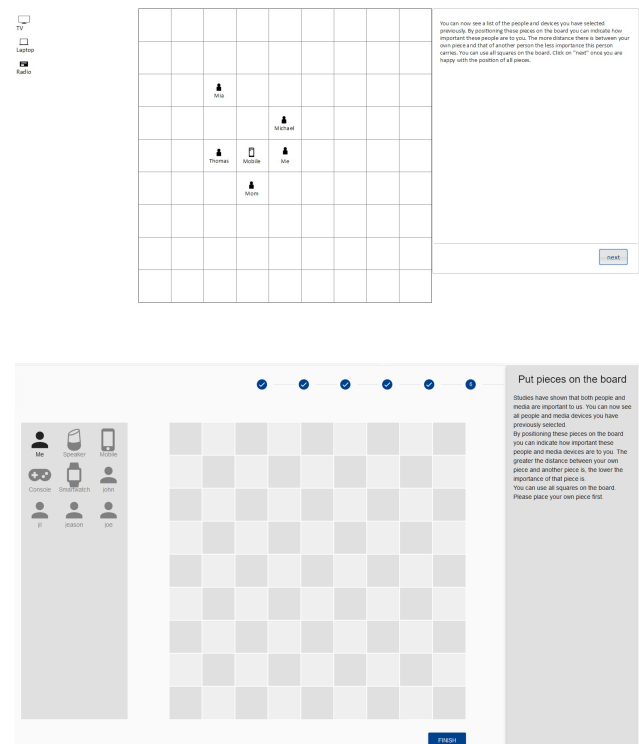 TV
Laptop
Radio
Mia
Michael
Thomas Mobile Me
Mom
You can now see a list of the people and devices you have selected
previously. By positioning these pieces on the board you can indicate how
important these people are to you. The more distance there is between your
own piece and that of another person the less importance this person
carries. You can use all squares on the board. Click on "next" once you are
happy with the position of all pieces.
next
6
Me Speaker Mobile
Console Smartwatch john
jl jeason joe
Put pieces on the board
Studies have shown that both people and
media are important to us. You can now see
all people and media devices you have
previously selected.
By positioning these pieces on the board
you can indicate how important these
people and media devices are to you. The
greater the distance between your own
piece and another piece is, the lower the
importance of that piece is.
You can use all squares on the board.
Please place your own piece first.
FINISH